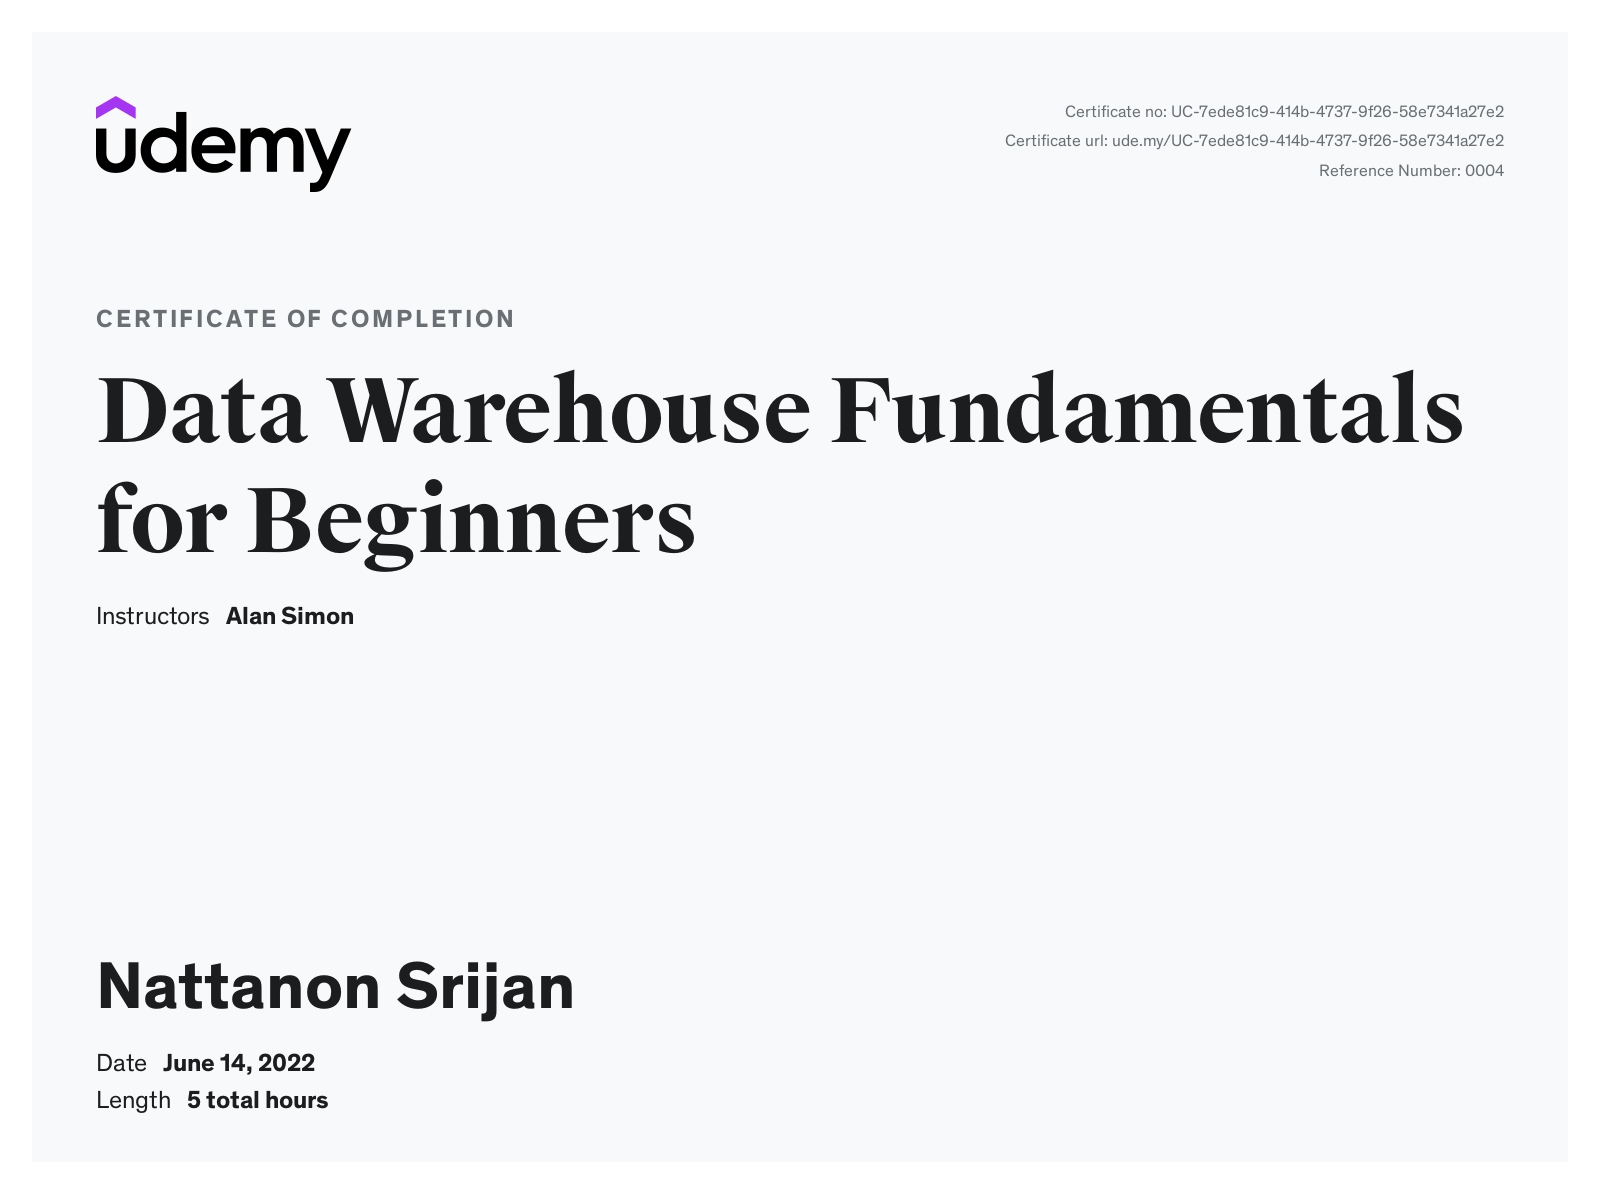 udemy
Certificate no: UC-7ede81c9-414b-4737-9f26-58e7341a27e2
Certificate url: ude.my/UC-7ede81c9-414b-4737-9f26-58e7341a27e2
Reference Number: 0004
CERTIFICATE OF COMPLETION
Data Warehouse Fundamentals
for Beginners
Instructors Alan Simon
Nattanon Srijan
Date June 14, 2022
Length 5 total hours